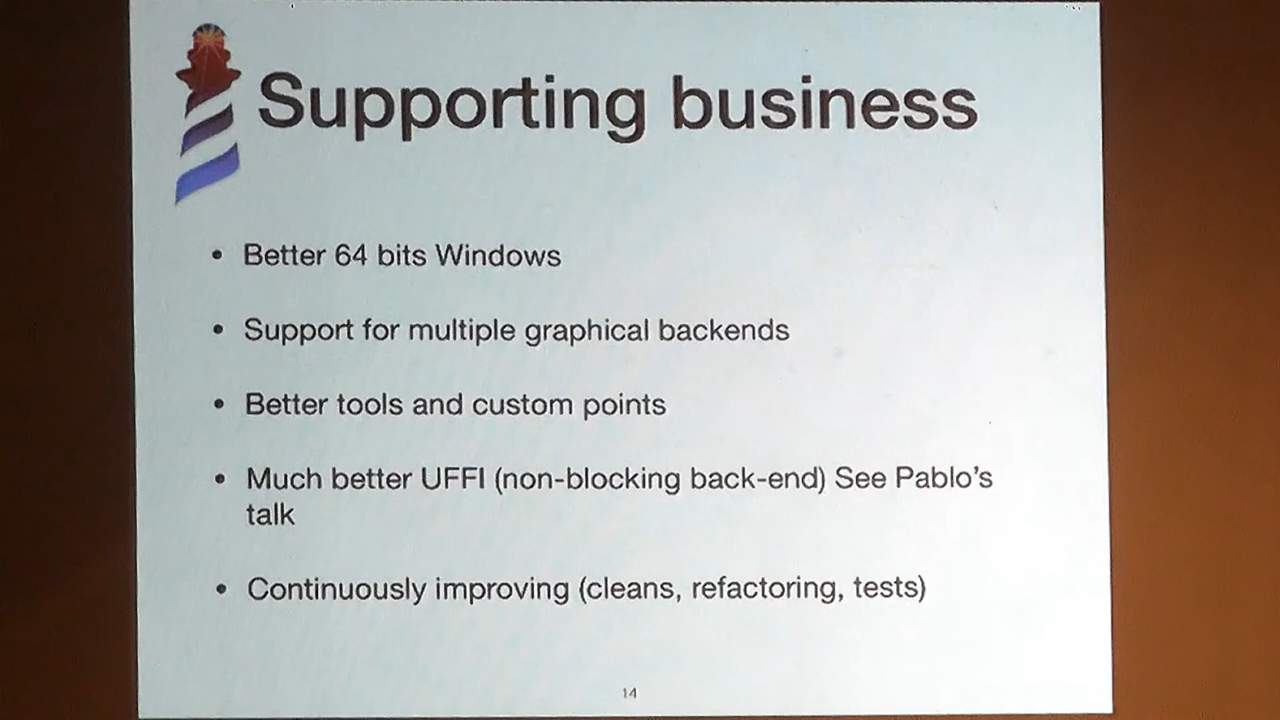 Supporting business
• Better 64 bits Windows
• Support for multiple graphical backends
• Better tools and custom points
• Much better UFFI (non-blocking back-end) See Pablo's
talk
• Continuously improving (cleans, refactoring, tests)
14